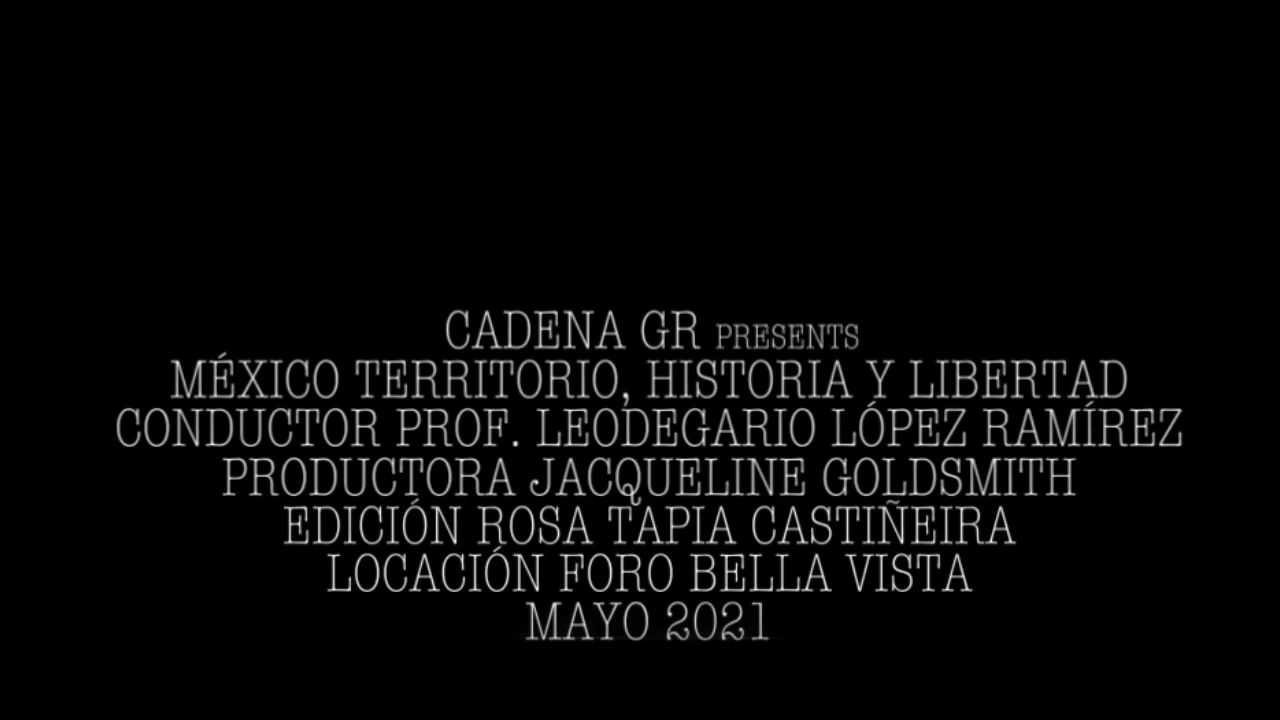 CADENA GR PRESENTS
MÉXICO TERRITORIO, HISTORIA Y LIBERTAD
CONDUCTOR PROF. LEODEGARIO LÓPEZ RAMÍREZ
PRODUCTORA JACQUELINE GOLDSMITH
EDICIÓN ROSA TAPIA CASTIÑEIRA
LOCACIÓN FORO BELLA VISTA
MAYO 2021